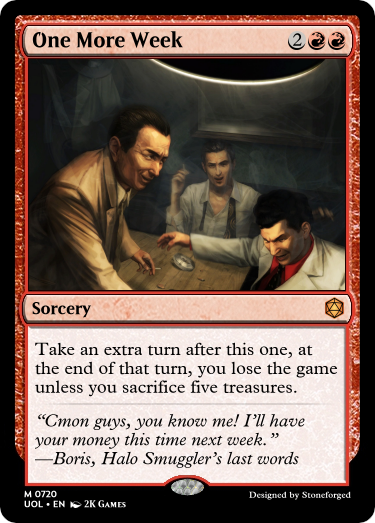 One More Week 2
Sorcery
Take an extra turn after this one, at
the end of that turn, you lose the game
unless you sacrifice five treasures.
“Cmon guys, you know me! I’ll have
your money this time next week.”
—Boris, Halo Smuggler’s last words
M 0720
UOL • EN 2K Games
Designed by Stoneforged